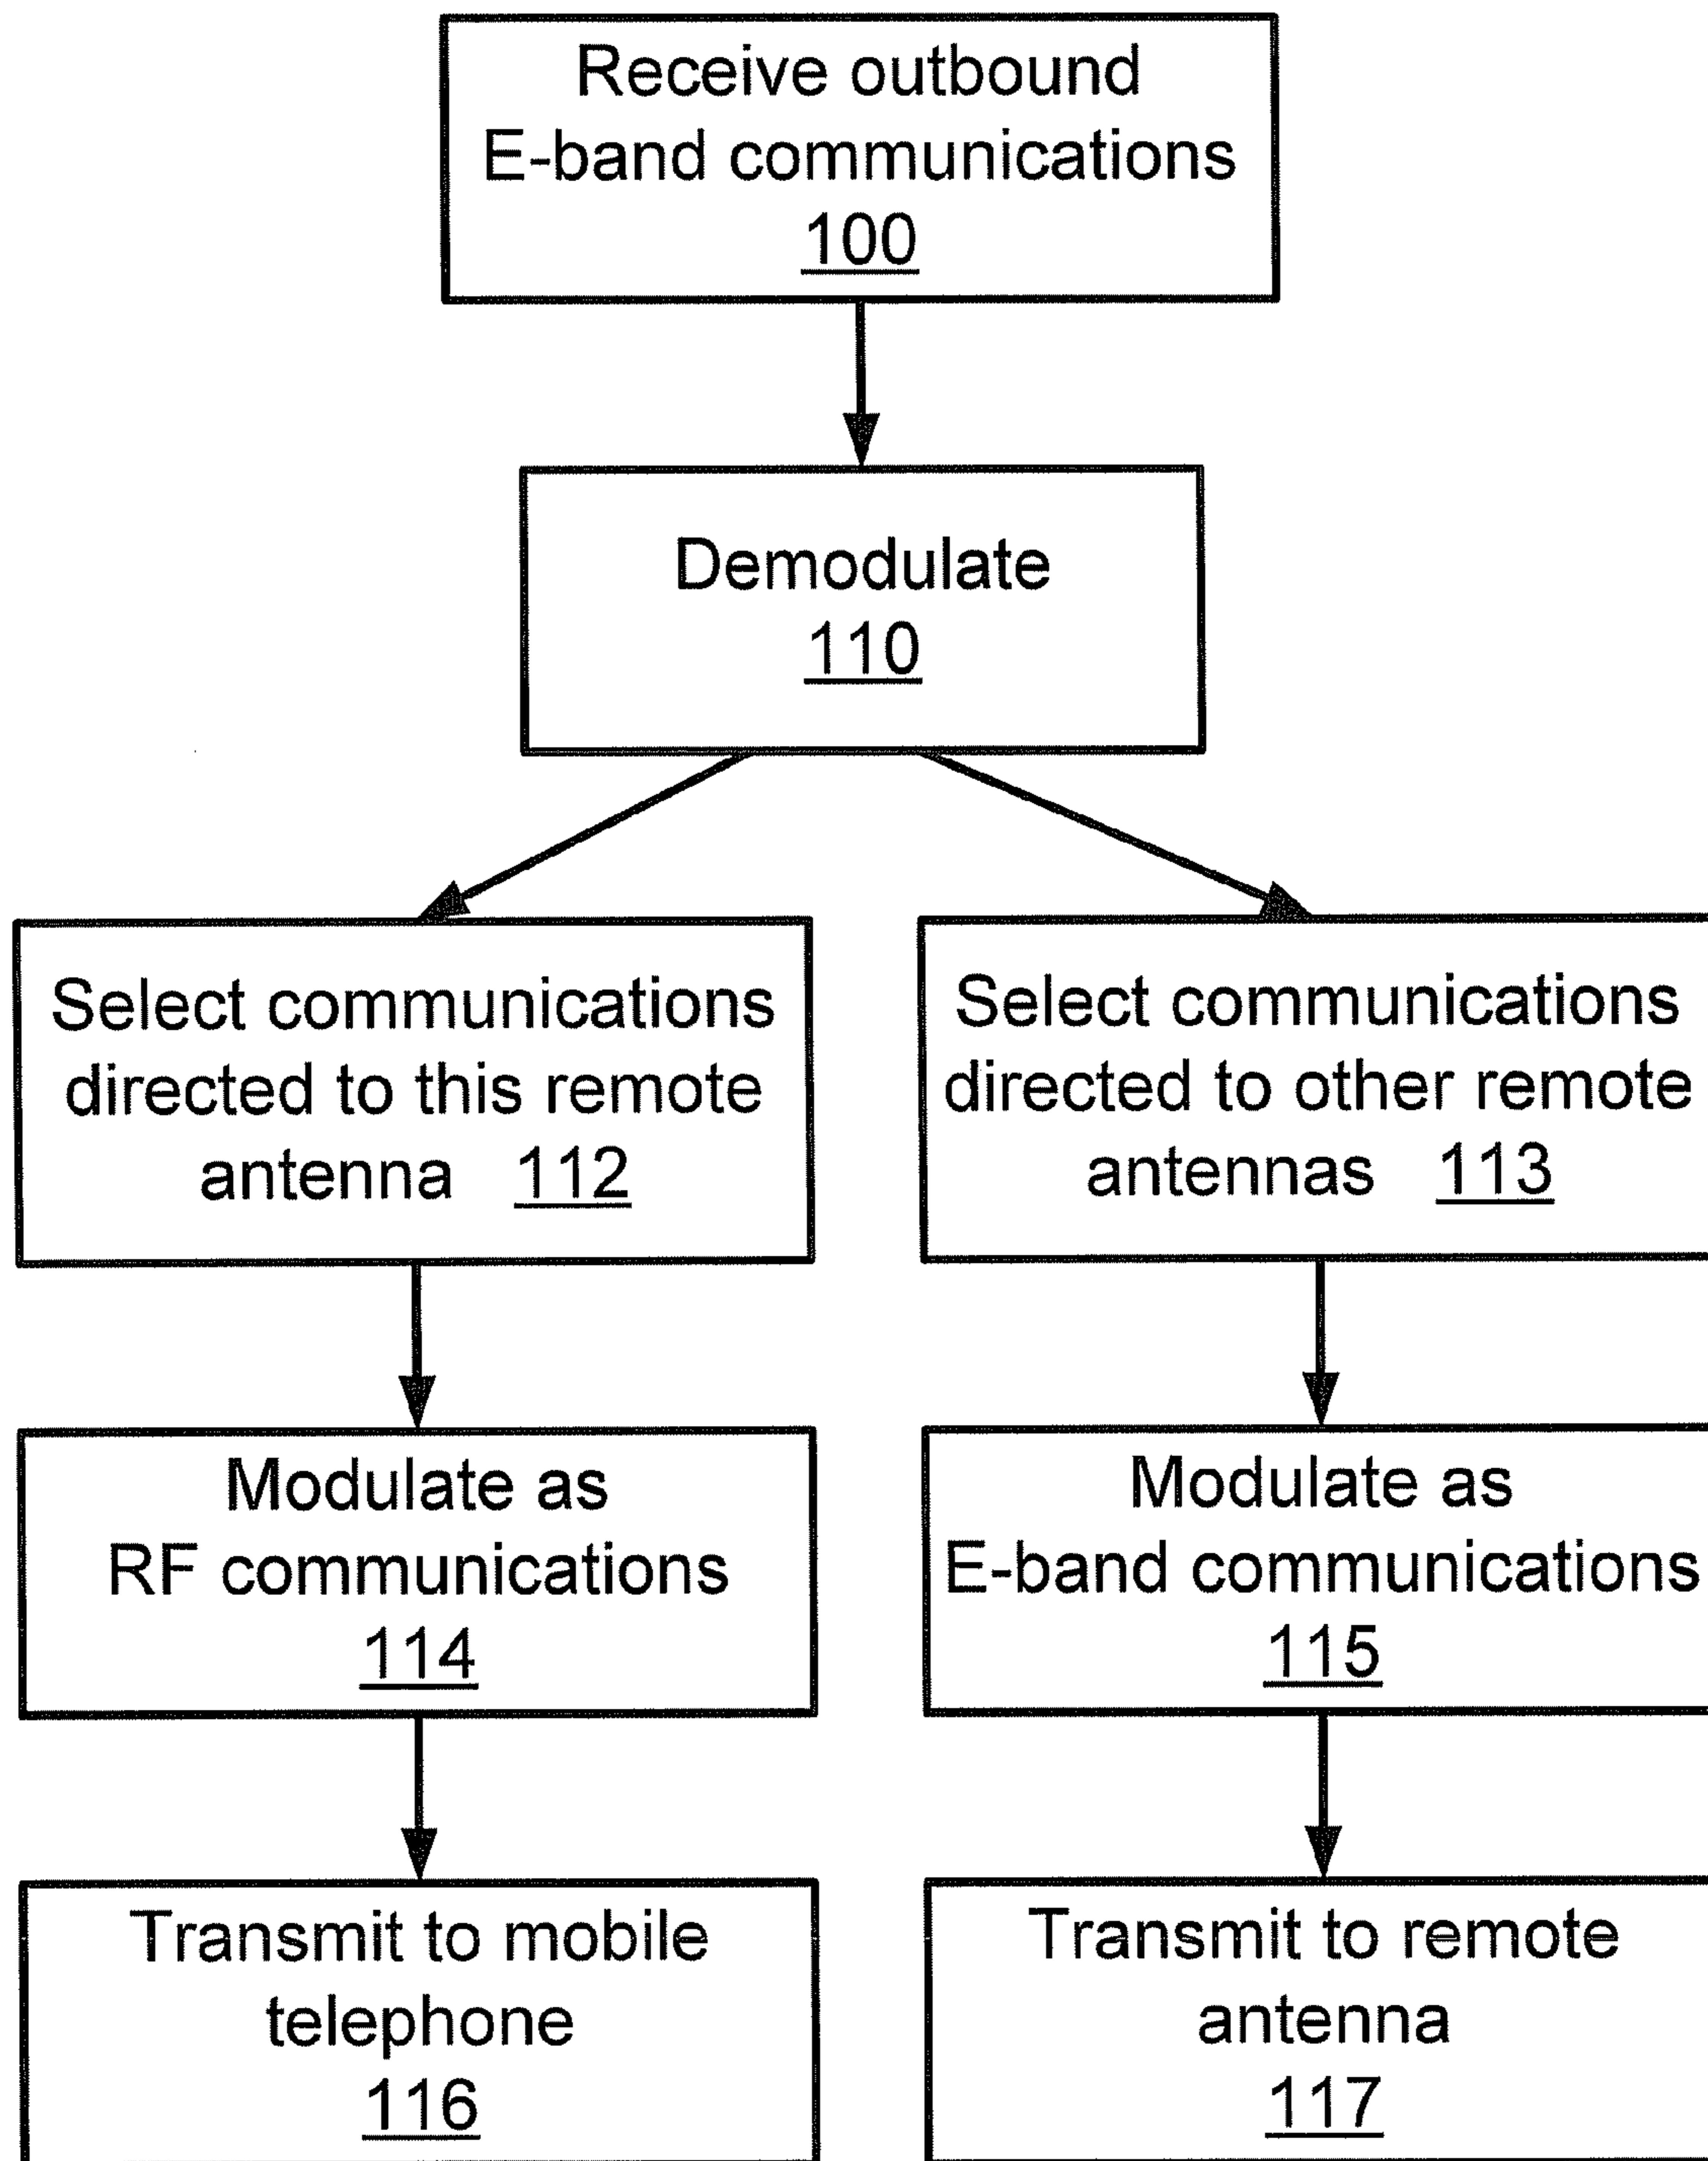 Receive outbound
E-band communications
100
Demodulate
110
Select communications
directed to this remote
antenna 112
Select communications
directed to other remote
antennas 113
Modulate as
RF communications
114
Modulate as
E-band communications
115
Transmit to mobile
telephone
116
Transmit to remote
antenna
117